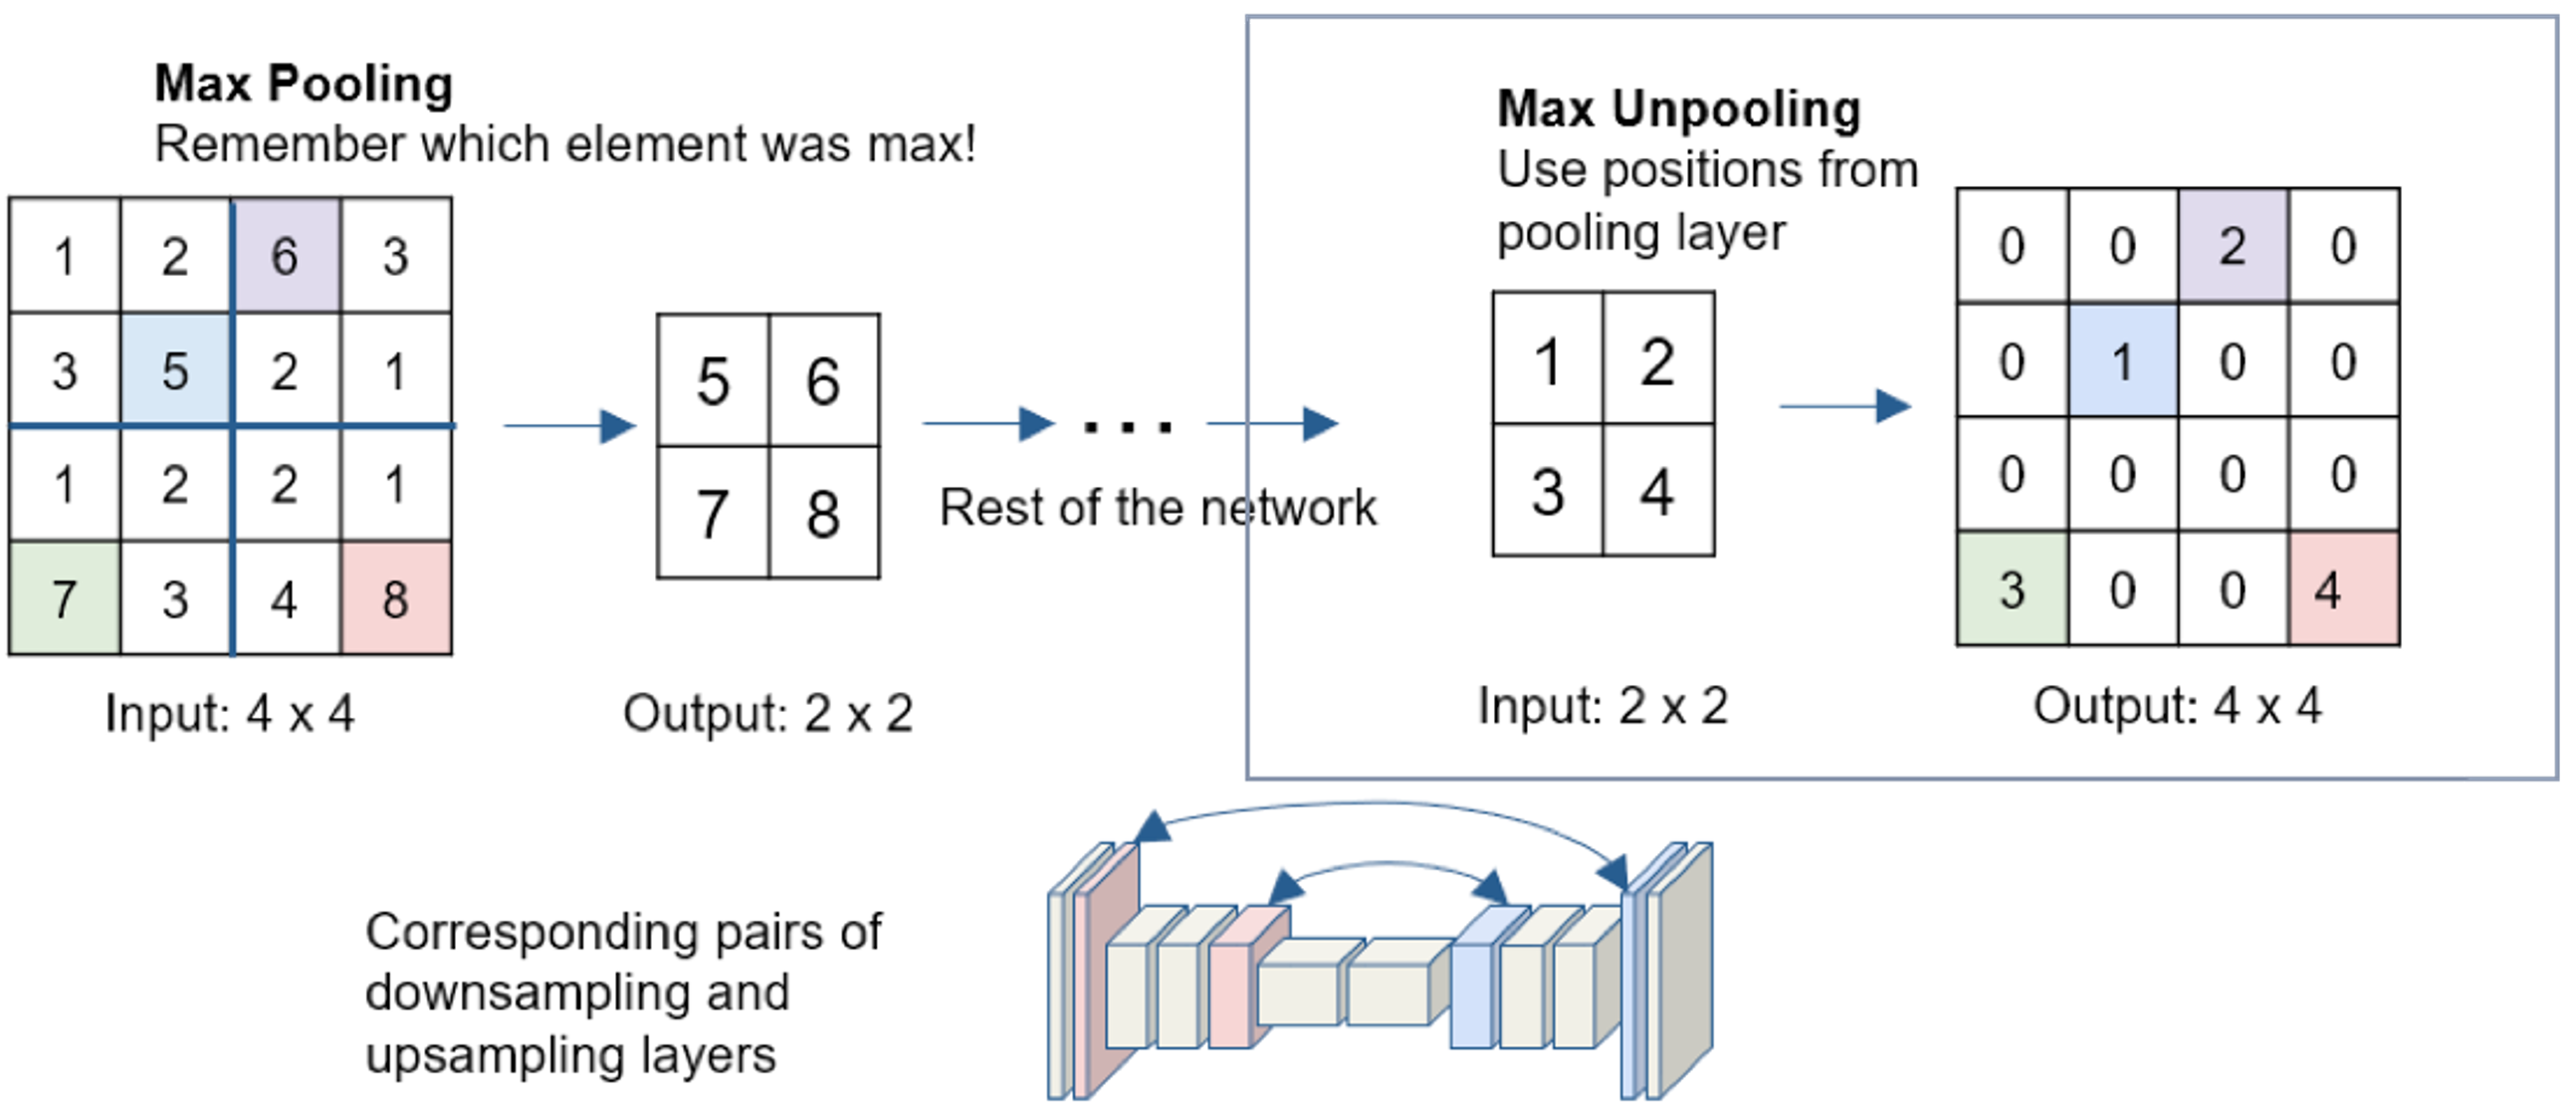 Max Pooling
Remember which element was max!
1 2 6 3
3 5 2 1
1 2 2 1
7 3 4 8
Input: 4 x 4
5 6
7 8
Output: 2 x 2
...
Rest of the network
Max Unpooling
Use positions from
pooling layer
1 2
3 4
Input: 2 x 2
0 0 2 0
0 1 0 0
0 0 0 0
3 0 0 4
Output: 4 x 4
Corresponding pairs of
downsampling and
upsampling layers